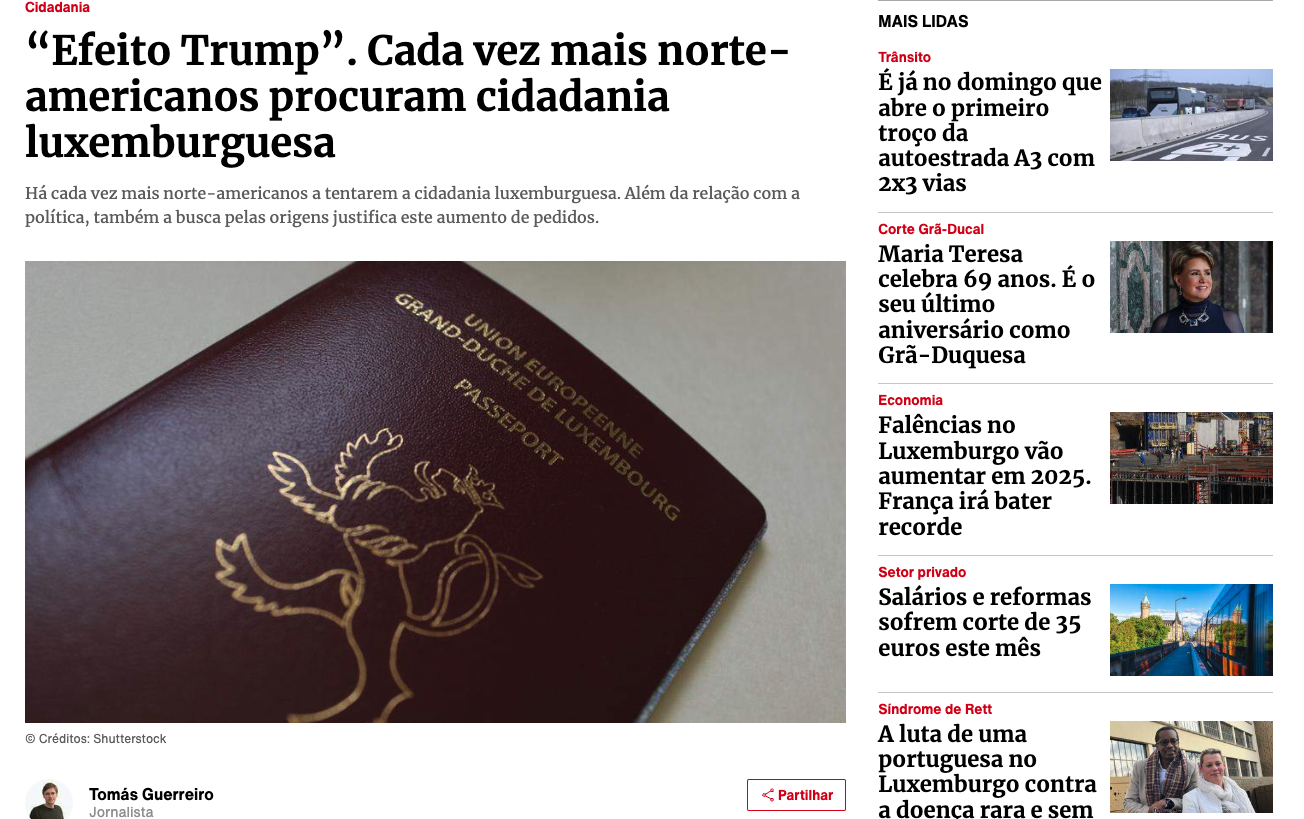 Cidadania
“Efeito Trump”. Cada vez mais norte-
americanos procuram cidadania
luxemburguesa
Há cada vez mais norte-americanos a tentarem a cidadania luxemburguesa. Além da relação com a
política, também a busca pelas origens justifica este aumento de pedidos.
UNION EUROPEENNE
GRAND-DUCHE DE LUXEMBOURG
PASSEPORT
© Créditos: Shutterstock
Tomás Guerreiro
Jornalista
Partilhar
MAIS LIDAS
Trânsito
É já no domingo que
abre o primeiro
troço da
autoestrada A3 com
2x3 vias
BUS
2+
Corte Grã-Ducal
Maria Teresa
celebra 69 anos. É o
seu último
aniversário como
Grã-Duquesa
Economia
Falências no
Luxemburgo vão
aumentar em 2025.
França irá bater
recorde
Setor privado
Salários e reformas
sofrem corte de 35
euros este mês
Síndrome de Rett
A luta de uma
portuguesa no
Luxemburgo contra
a doença rara e sem